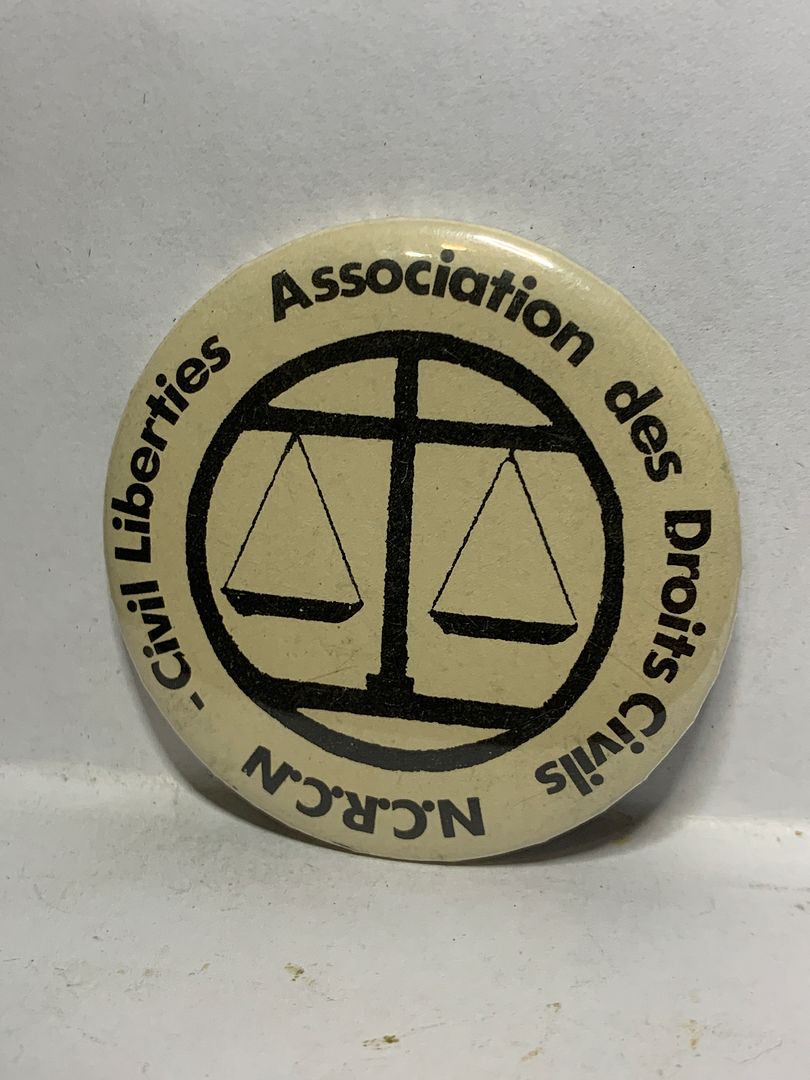 -Civil Liberties Association des Droits Civils
N.C.R.C.N